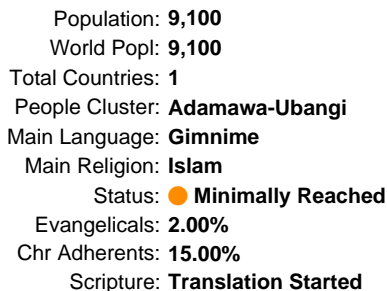 Population: 9,100
World Popl: 9,100
Total Countries: 1
People Cluster: Adamawa-Ubangi
Main Language: Gimnime
Main Religion: Islam
Status: Minimally Reached
Evangelicals: 2.00%
Chr Adherents: 15.00%
Scripture: Translation Started